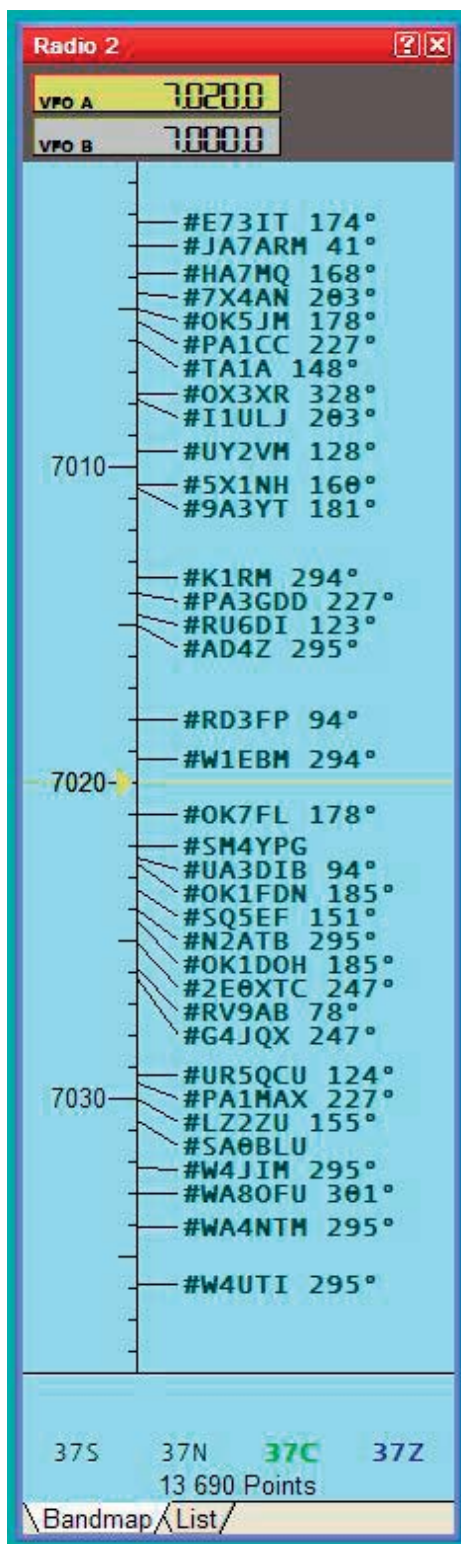 Radio 2
VFO A 7.020.0
VFO B 7.000.0
#E73IT 174°
#JA7ARM 41°
#HA7MQ 168°
#7X4AN 203°
#OK5JM 178°
#PA1CC 227°
#TA1A 148°
#OX3XR 328°
#I1ULJ 203°
7010 #UY2VM 128°
#5X1NH 160°
#9A3YT 181°
#K1RM 294°
#PA3GDD 227°
#RU6DI 123°
#AD4Z 295°
#RD3FP 94°
#W1EBM 294°
7020
#OK7FL 178°
#SM4YPG
#UA3DIB 94°
#OK1FDN 185°
#SQ5EF 151°
#N2ATB 295°
#OK1DOH 185°
#2E0XTC 247°
#RV9AB 78°
#G4JQX 247°
#UR5QCU 124°
7030 #PA1MAX 227°
#LZ2ZU 155°
#SA0BLU
#W4JIM 295°
#WA8OFU 301°
#WA4NTM 295°
#W4UTI 295°
37S 37N 37C 37Z
13 690 Points
Bandmap List